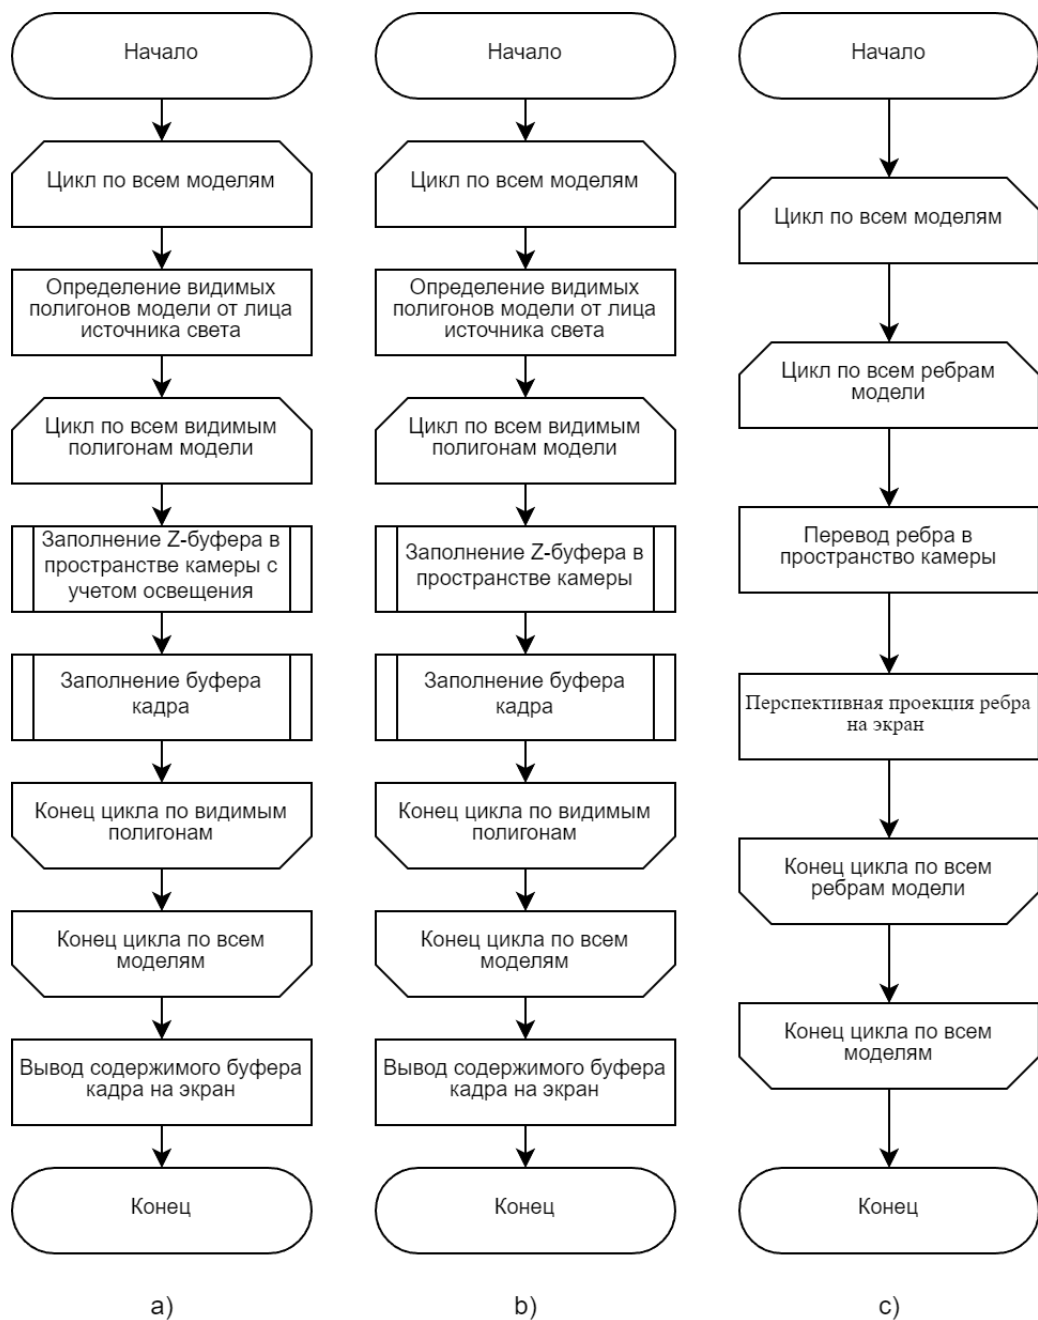 Начало
Цикл по всем моделям
Определение видимых
полигонов модели от лица
источника света
Цикл по всем видимым
полигонам модели
Заполнение Z-буфера в
пространстве камеры с
учетом освещения
Заполнение буфера
кадра
Конец цикла по видимым
полигонам
Конец цикла по всем
моделям
Вывод содержимого буфера
кадра на экран
Конец
a)
Начало
Цикл по всем моделям
Определение видимых
полигонов модели от лица
источника света
Цикл по всем видимым
полигонам модели
Заполнение Z-буфера в
пространстве камеры
Заполнение буфера
кадра
Конец цикла по видимым
полигонам
Конец цикла по всем
моделям
Вывод содержимого буфера
кадра на экран
Конец
b)
Начало
Цикл по всем моделям
Цикл по всем ребрам
модели
Перевод ребра в
пространство камеры
Перспективная проекция ребра
на экран
Конец цикла по всем
ребрам модели
Конец цикла по всем
моделям
Конец
c)